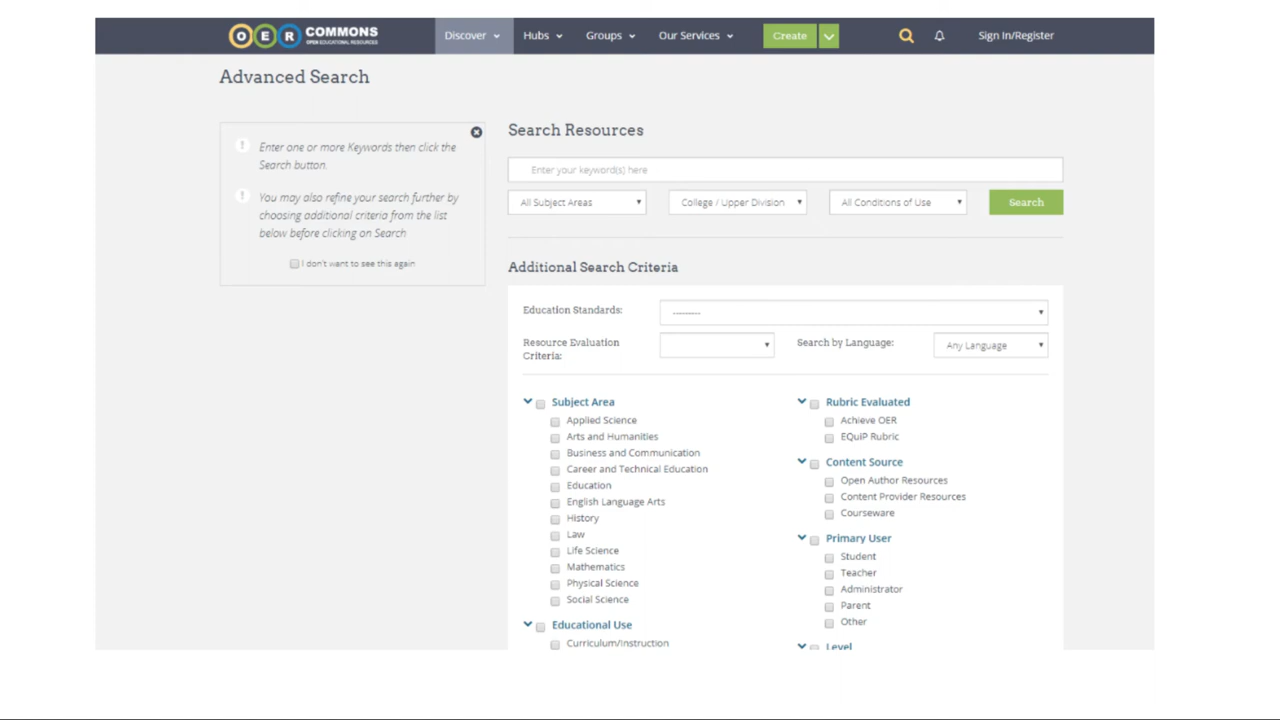 OER COMMONS
OPEN EDUCATIONAL RESOURCES
Discover
Hubs
Groups
Our Services
Create
Sign In/Register
Advanced Search
Enter one or more Keywords then click the
Search button.
You may also refine your search further by
choosing additional criteria from the list
below before clicking on Search
I don't want to see this again
Search Resources
Enter your keyword(s) here
All Subject Areas
College / Upper Division
All Conditions of Use
Search
Additional Search Criteria
Education Standards:
---------
Resource Evaluation
Criteria:
Search by Language:
Any Language
Subject Area
Applied Science
Arts and Humanities
Business and Communication
Career and Technical Education
Education
English Language Arts
History
Law
Life Science
Mathematics
Physical Science
Social Science
Educational Use
Curriculum/Instruction
Rubric Evaluated
Achieve OER
EQuIP Rubric
Content Source
Open Author Resources
Content Provider Resources
Courseware
Primary User
Student
Teacher
Administrator
Parent
Other
Level